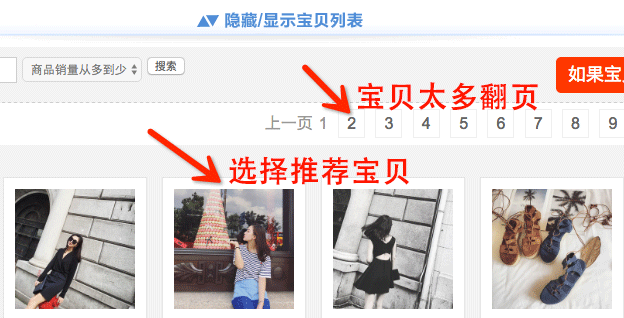 隐藏/显示宝贝列表
商品销量从多到少 搜索 如果宝
宝贝太多翻页
上一页 1 2 3 4 5 6 7 8 9
选择推荐宝贝